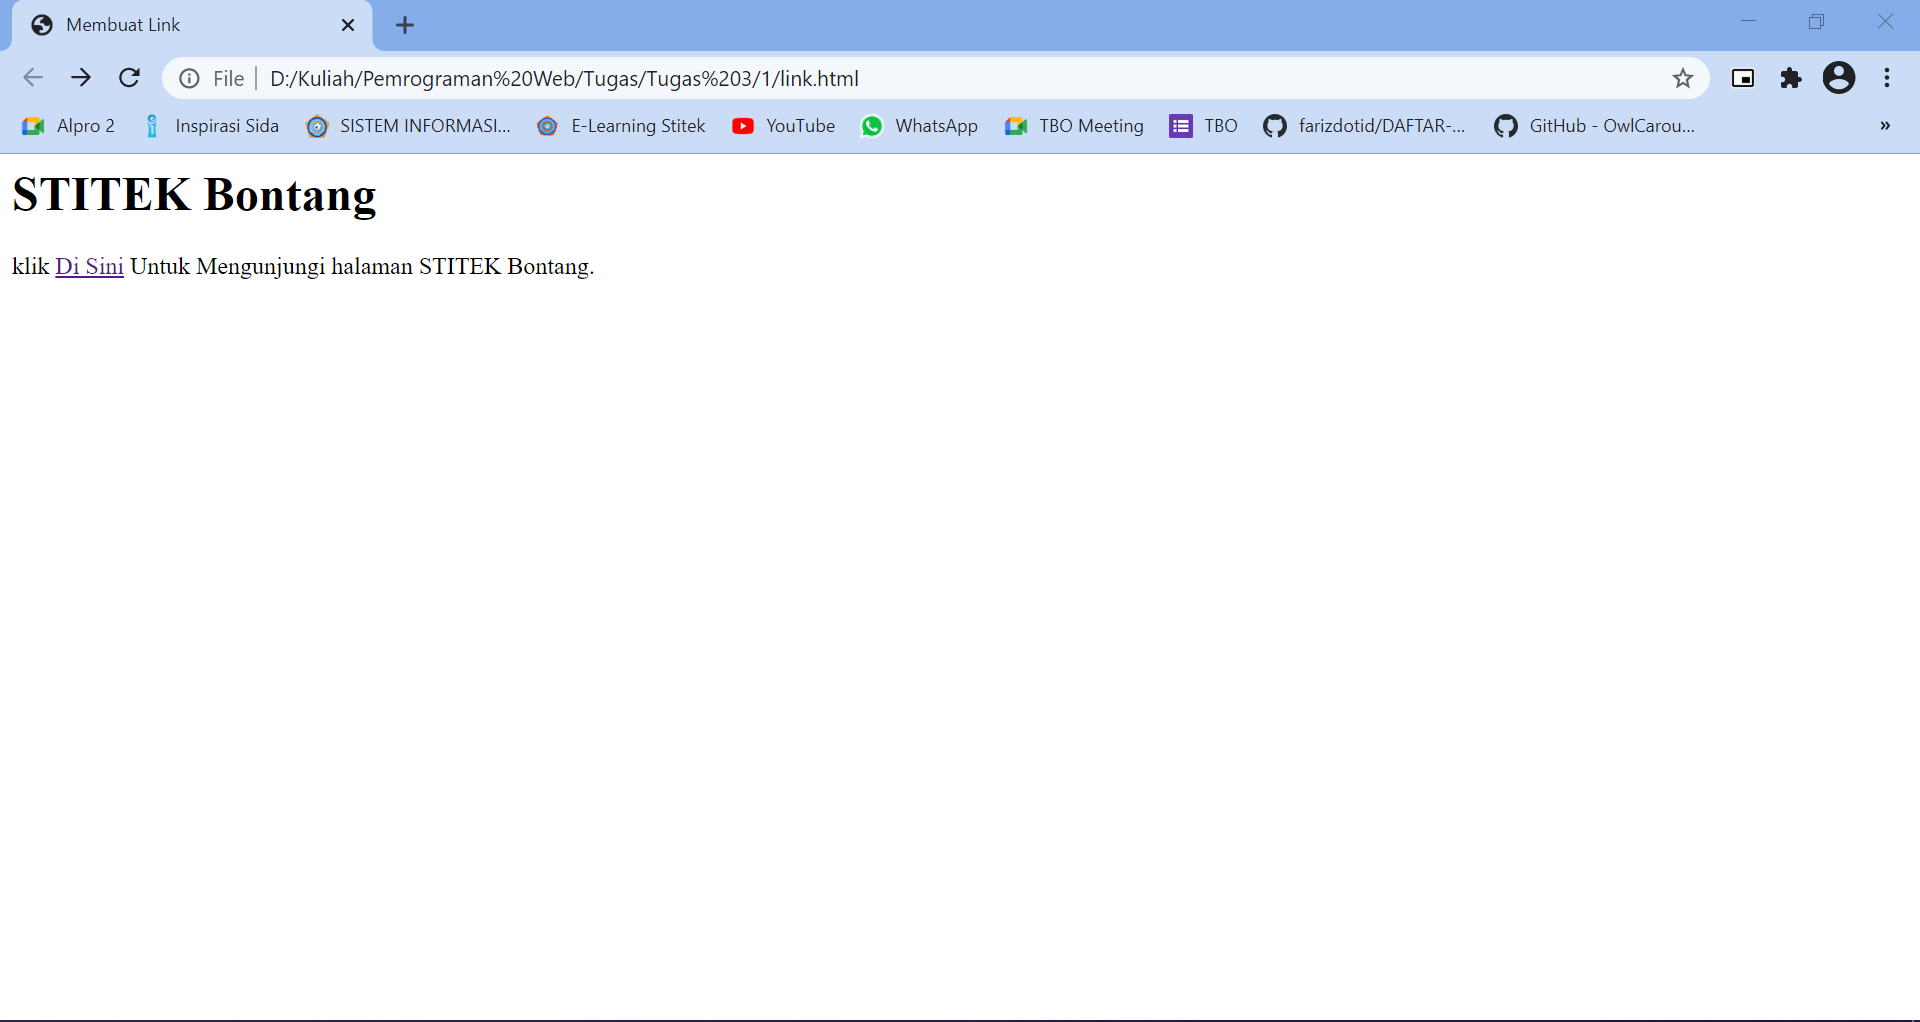 Membuat Link
File D:/Kuliah/Pemrograman%20Web/Tugas/Tugas%203/1/link.html
Alpro 2 Inspirasi Sida SISTEM INFORMASI... E-Learning Stitek YouTube WhatsApp TBO Meeting TBO farizdotid/DAFTAR-... GitHub - OwlCarou... »
STITEK Bontang
klik Di Sini Untuk Mengunjungi halaman STITEK Bontang.